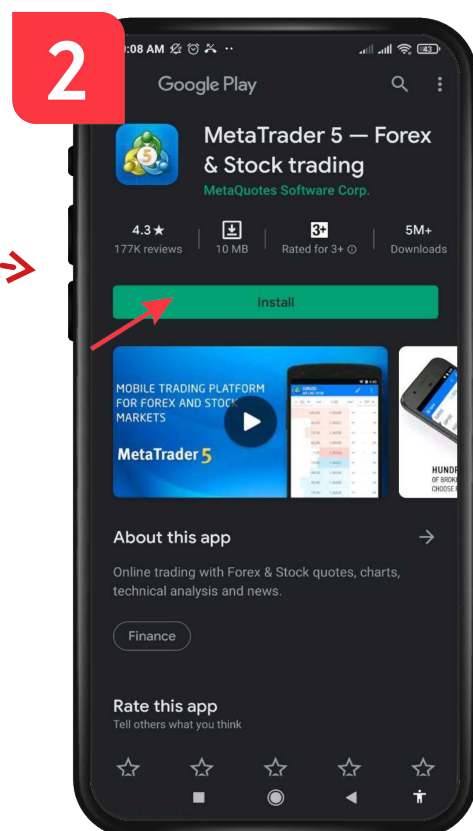 2
:08 AM
43
Google Play
MetaTrader 5 — Forex
& Stock trading
MetaQuotes Software Corp.
4.3★
3+
5M+
177K reviews
10 MB
Rated for 3+
Downloads
Install
MOBILE TRADING PLATFORM
FOR FOREX AND STOCK
MARKETS
MetaTrader 5
HUNDR
OF BROK
CHOOSE F
About this app
Online trading with Forex & Stock quotes, charts,
technical analysis and news.
Finance
Rate this app
Tell others what you think